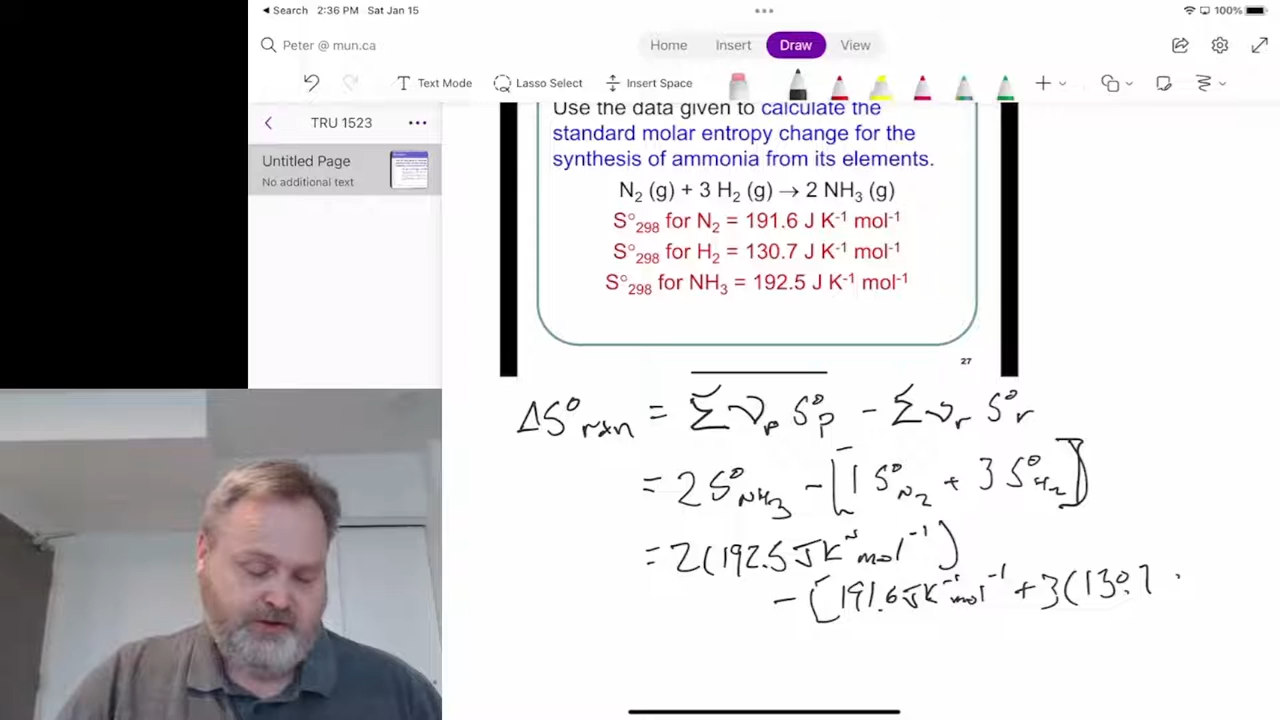 Search 2:36 PM Sat Jan 15 100%
Peter @ mun.ca Home Insert Draw View
Text Mode Lasso Select Insert Space
TRU 1523
Untitled Page
No additional text
Use the data given to calculate the
standard molar entropy change for the
synthesis of ammonia from its elements.
N₂ (g) + 3 H₂ (g) → 2 NH₃ (g)
S°₂₉₈ for N₂ = 191.6 J K⁻¹ mol⁻¹
S°₂₉₈ for H₂ = 130.7 J K⁻¹ mol⁻¹
S°₂₉₈ for NH₃ = 192.5 J K⁻¹ mol⁻¹
27
ΔS°rxn = Σ νₚ S°ₚ - Σ νᵣ S°ᵣ
= 2 S°NH₃ - [1 S°N₂ + 3 S°H₂]
= 2(192.5 J K⁻¹ mol⁻¹)
- [191.6 J K⁻¹ mol⁻¹ + 3(130.7